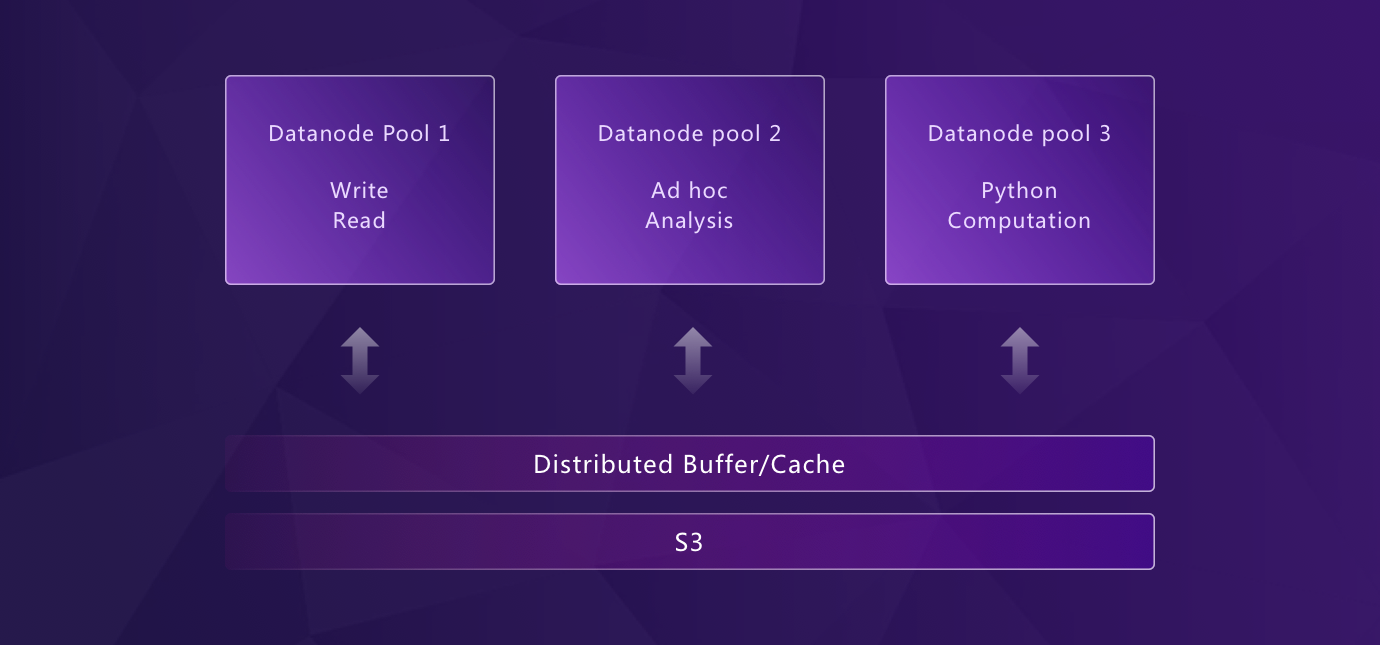 Datanode Pool 1
Write
Read
Datanode pool 2
Ad hoc
Analysis
Datanode pool 3
Python
Computation
Distributed Buffer/Cache
S3